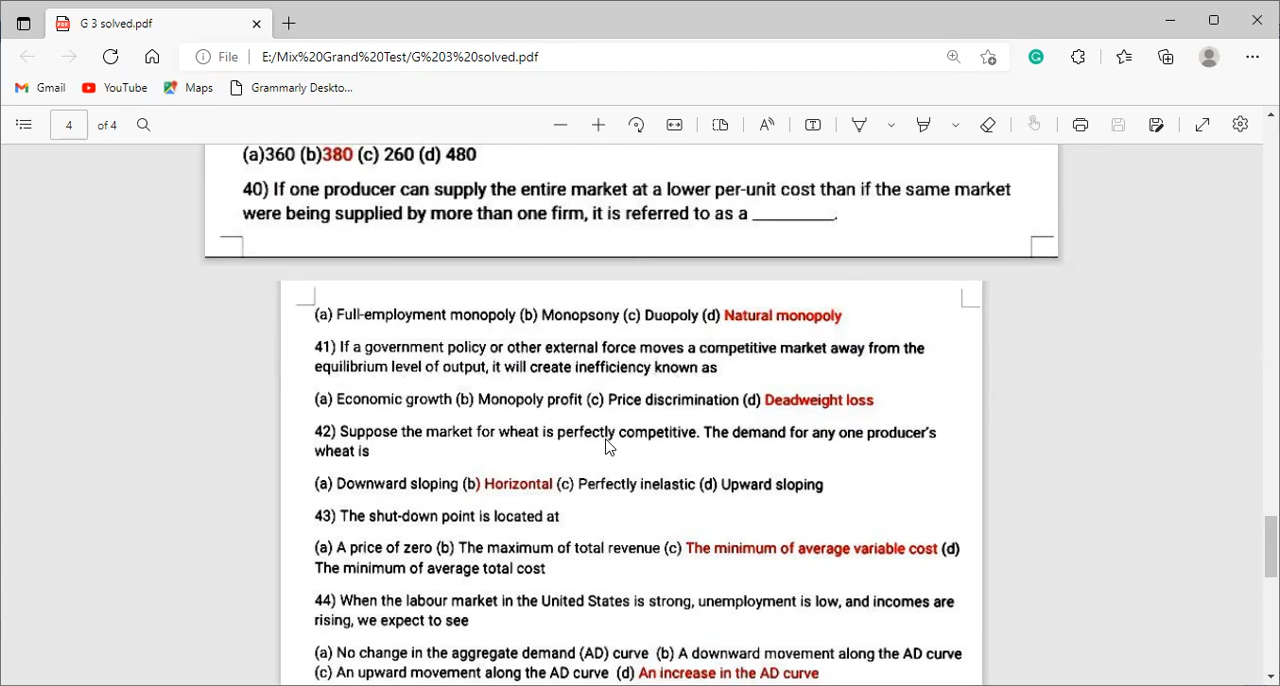 G 3 solved.pdf
File E:/Mix%20Grand%20Test/G%203%20solved.pdf
Gmail YouTube Maps Grammarly Deskto...
4 of 4
(a)360 (b)380 (c) 260 (d) 480
40) If one producer can supply the entire market at a lower per-unit cost than if the same market
were being supplied by more than one firm, it is referred to as a _________.
(a) Full-employment monopoly (b) Monopsony (c) Duopoly (d) Natural monopoly
41) If a government policy or other external force moves a competitive market away from the
equilibrium level of output, it will create inefficiency known as
(a) Economic growth (b) Monopoly profit (c) Price discrimination (d) Deadweight loss
42) Suppose the market for wheat is perfectly competitive. The demand for any one producer's
wheat is
(a) Downward sloping (b) Horizontal (c) Perfectly inelastic (d) Upward sloping
43) The shut-down point is located at
(a) A price of zero (b) The maximum of total revenue (c) The minimum of average variable cost (d)
The minimum of average total cost
44) When the labour market in the United States is strong, unemployment is low, and incomes are
rising, we expect to see
(a) No change in the aggregate demand (AD) curve (b) A downward movement along the AD curve
(c) An upward movement along the AD curve (d) An increase in the AD curve